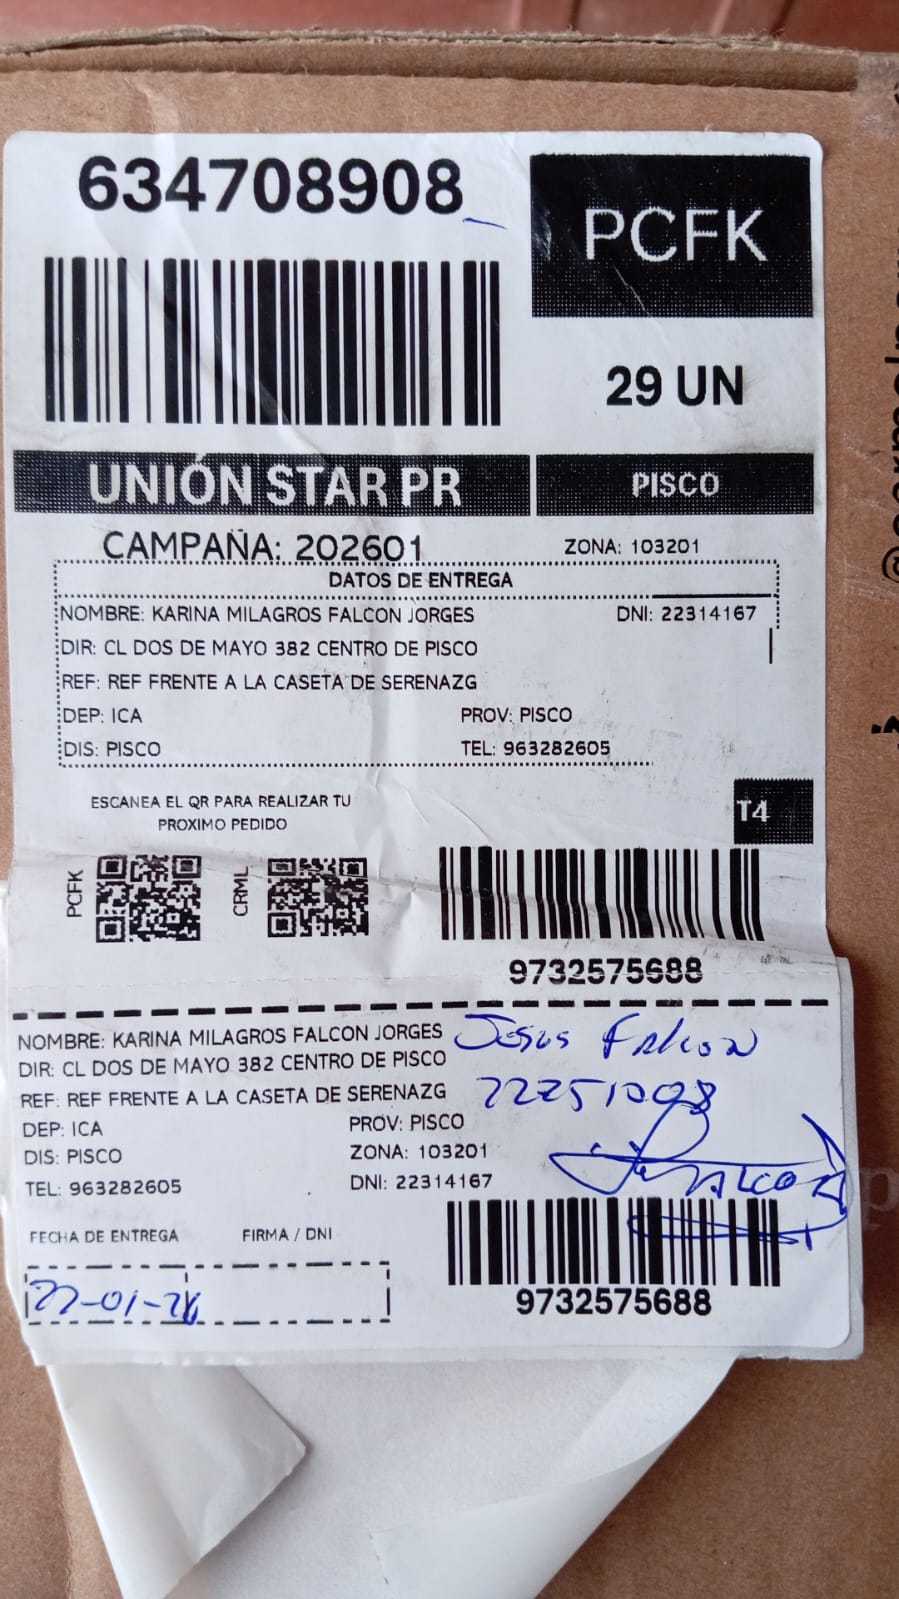 634708908
PCFK
29 UN
UNIÓN STAR PR
PISCO
CAMPAÑA: 202601
ZONA: 103201
DATOS DE ENTREGA
NOMBRE: KARINA MILAGROS FALCON JORGES DNI: 22314167
DIR: CL DOS DE MAYO 382 CENTRO DE PISCO
REF: REF FRENTE A LA CASETA DE SERENAZG
DEP: ICA PROV: PISCO
DIS: PISCO TEL: 963282605
ESCANEA EL QR PARA REALIZAR TU
PROXIMO PEDIDO
T4
PCFK
CRML
9732575688
NOMBRE: KARINA MILAGROS FALCON JORGES
DIR: CL DOS DE MAYO 382 CENTRO DE PISCO
REF: REF FRENTE A LA CASETA DE SERENAZG
DEP: ICA PROV: PISCO
DIS: PISCO ZONA: 103201
TEL: 963282605 DNI: 22314167
Jesus Falcon
FECHA DE ENTREGA FIRMA / DNI
9732575688